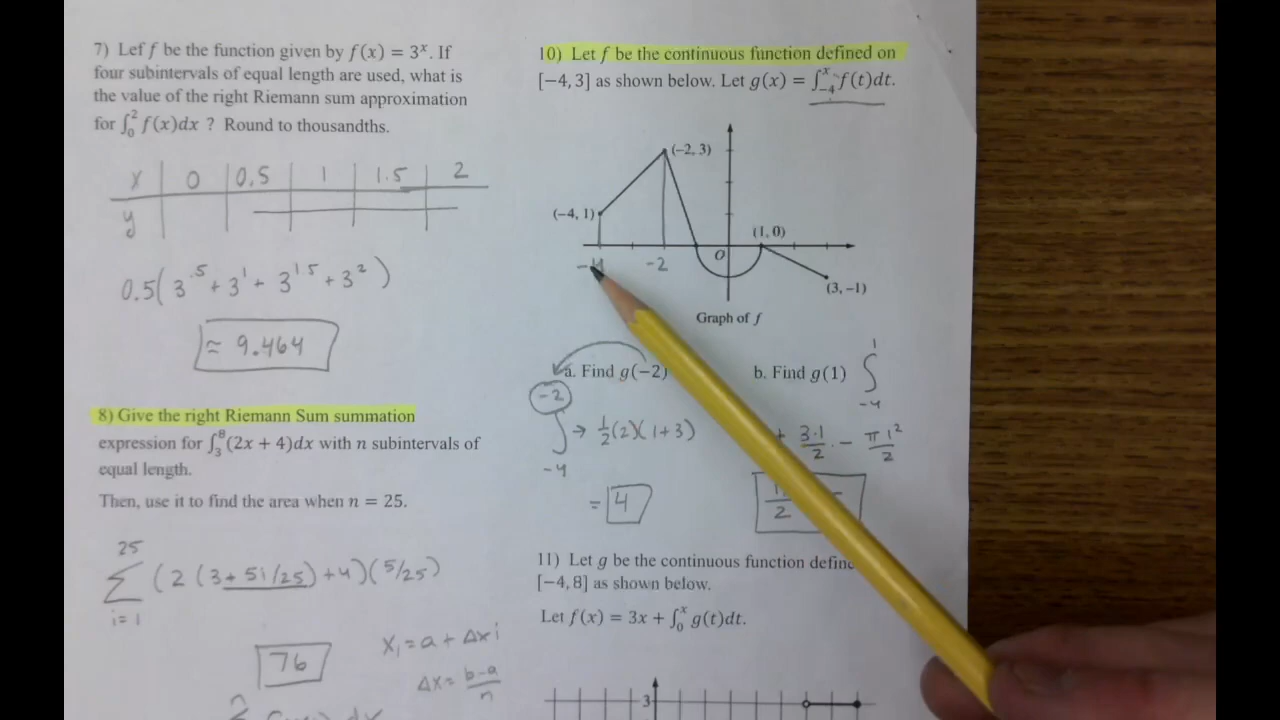 7) Lef f be the function given by f(x) = 3ˣ. If
four subintervals of equal length are used, what is
the value of the right Riemann sum approximation
for ∫₀² f(x)dx ? Round to thousandths.
x 0 0.5 1 1.5 2
y
0.5(3^.5 + 3^1 + 3^1.5 + 3^2)
≈ 9.464
8) Give the right Riemann Sum summation
expression for ∫₃⁸(2x + 4)dx with n subintervals of
equal length.
Then, use it to find the area when n = 25.
25
∑ (2(3+5i/25)+4)(5/25)
i=1
76
xᵢ = a + Δx i
Δx = b-a
n
10) Let f be the continuous function defined on
[−4, 3] as shown below. Let g(x) = ∫₋₄ˣ f(t)dt.
(−2, 3)
(−4, 1)
(1, 0)
-2
O
(3, −1)
Graph of f
a. Find g(−2)
-2
∫ → ½(2)(1+3)
-4
= 4
b. Find g(1)
1
∫
-4
+ 3·1/2 - π1²/2
2
11) Let g be the continuous function
[−4, 8] as shown below.
Let f(x) = 3x + ∫₀ˣ g(t)dt.
3